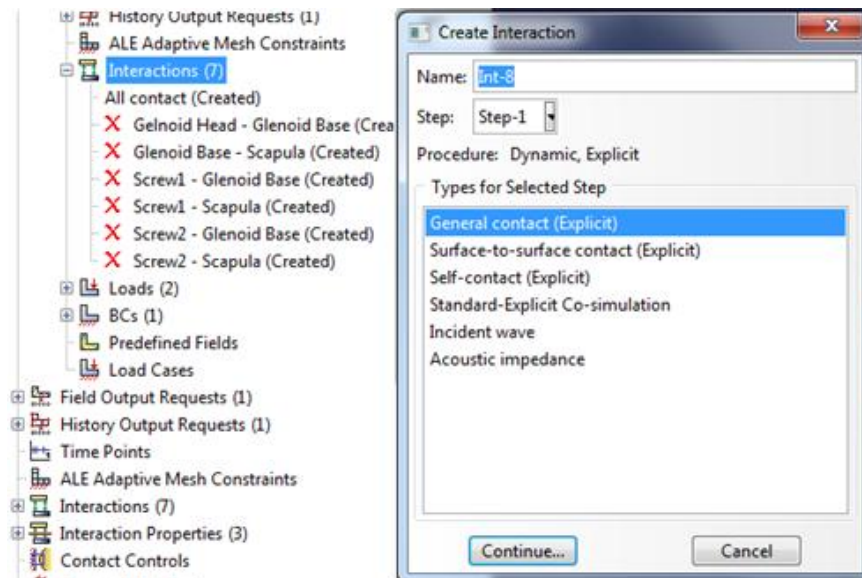 History Output Requests (1)
ALE Adaptive Mesh Constraints
Interactions (7)
All contact (Created)
Gelnoid Head - Glenoid Base (Crea
Glenoid Base - Scapula (Created)
Screw1 - Glenoid Base (Created)
Screw1 - Scapula (Created)
Screw2 - Glenoid Base (Created)
Screw2 - Scapula (Created)
Loads (2)
BCs (1)
Predefined Fields
Load Cases
Field Output Requests (1)
History Output Requests (1)
Time Points
ALE Adaptive Mesh Constraints
Interactions (7)
Interaction Properties (3)
Contact Controls
Create Interaction
Name: Int-8
Step: Step-1
Procedure: Dynamic, Explicit
Types for Selected Step
General contact (Explicit)
Surface-to-surface contact (Explicit)
Self-contact (Explicit)
Standard-Explicit Co-simulation
Incident wave
Acoustic impedance
Continue... Cancel